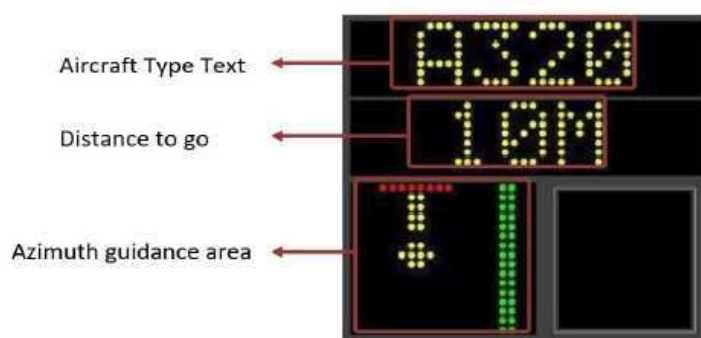 Aircraft Type Text
A320
Distance to go
10M
Azimuth guidance area